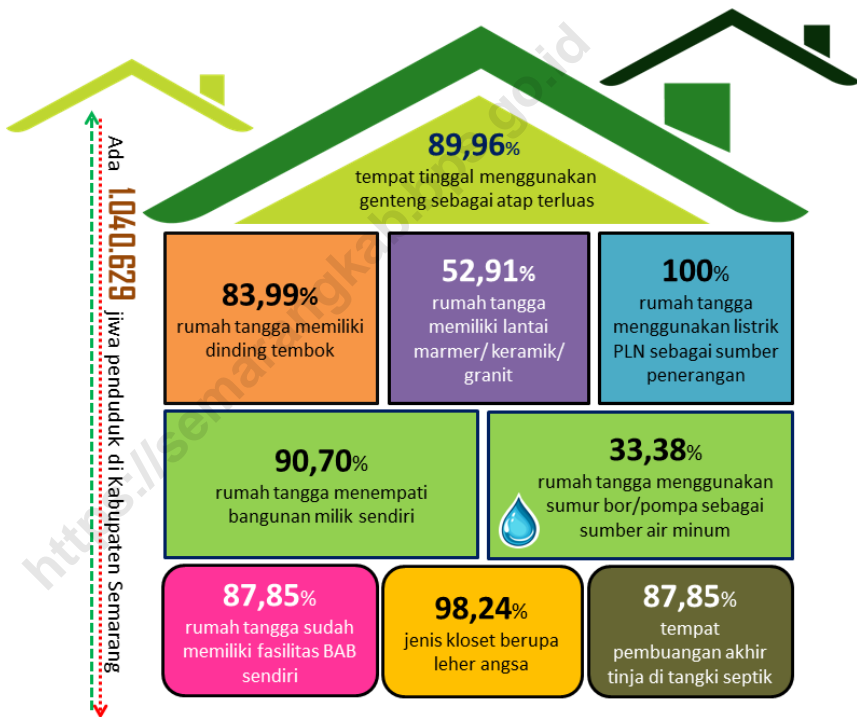 89,96%
tempat tinggal menggunakan
genteng sebagai atap terluas
Ada 1.040.629 jiwa penduduk di Kabupaten Semarang
83,99%
rumah tangga memiliki
dinding tembok
52,91%
rumah tangga
memiliki lantai
marmer/ keramik/
granit
100%
rumah tangga
menggunakan listrik
PLN sebagai sumber
penerangan
90,70%
rumah tangga menempati
bangunan milik sendiri
33,38%
rumah tangga menggunakan
sumur bor/pompa sebagai
sumber air minum
87,85%
rumah tangga sudah
memiliki fasilitas BAB
sendiri
98,24%
jenis kloset berupa
leher angsa
87,85%
tempat
pembuangan akhir
tinja di tangki septik
https://semarangkab.bps.go.id